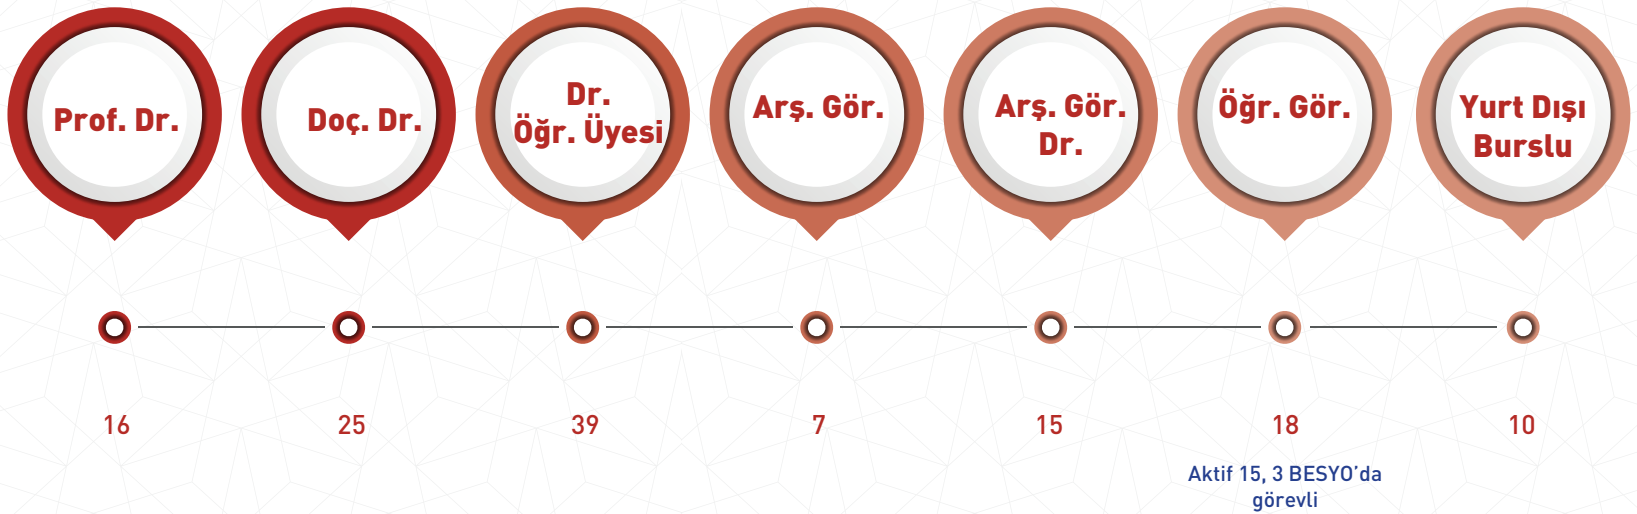 Prof. Dr.
Doç. Dr.
Dr.
Öğr. Üyesi
Arş. Gör.
Arş. Gör.
Dr.
Öğr. Gör.
Yurt Dışı
Burslu
16
25
39
7
15
18
10
Aktif 15, 3 BESYO'da
görevli